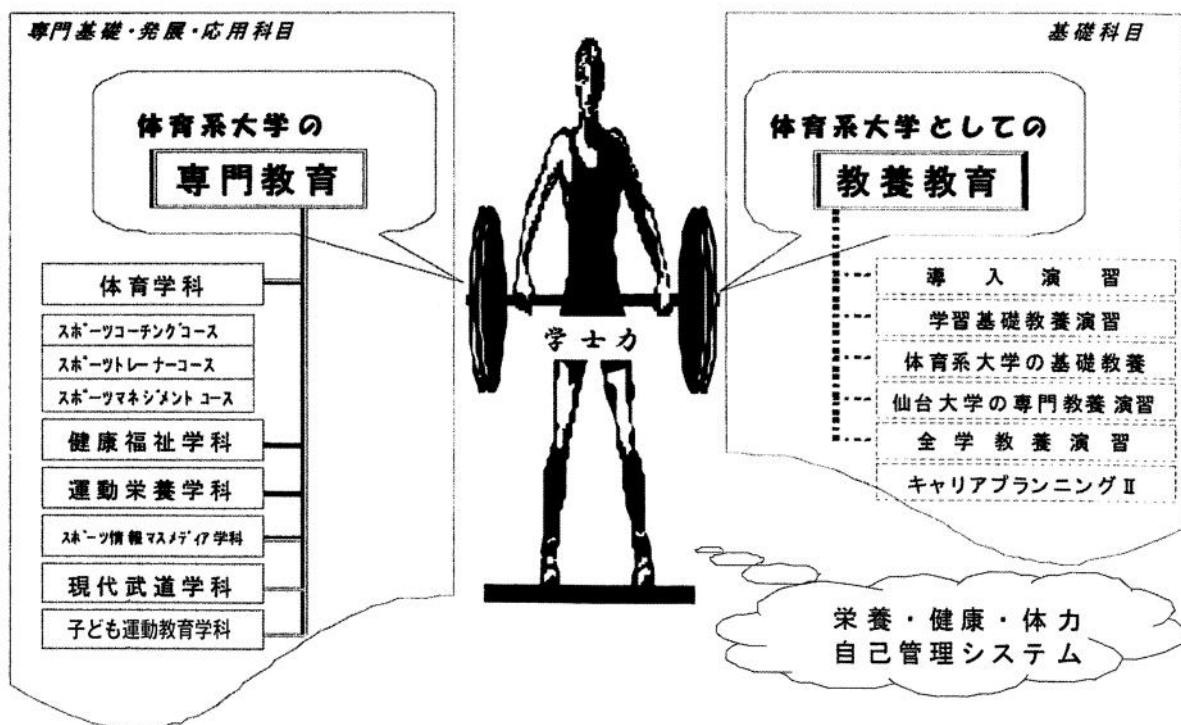 専門基礎・発展・応用科目
体育系大学の
専門教育
体育学科
スポーツコーチングコース
スポーツトレーナーコース
スポーツマネジメントコース
健康福祉学科
運動栄養学科
スポーツ情報マスメディア学科
現代武道学科
子ども運動教育学科
学士力
基礎科目
体育系大学としての
教養教育
導入演習
学習基礎教養演習
体育系大学の基礎教養
仙台大学の専門教養演習
全学教養演習
キャリアプランニングⅡ
栄養・健康・体力
自己管理システム